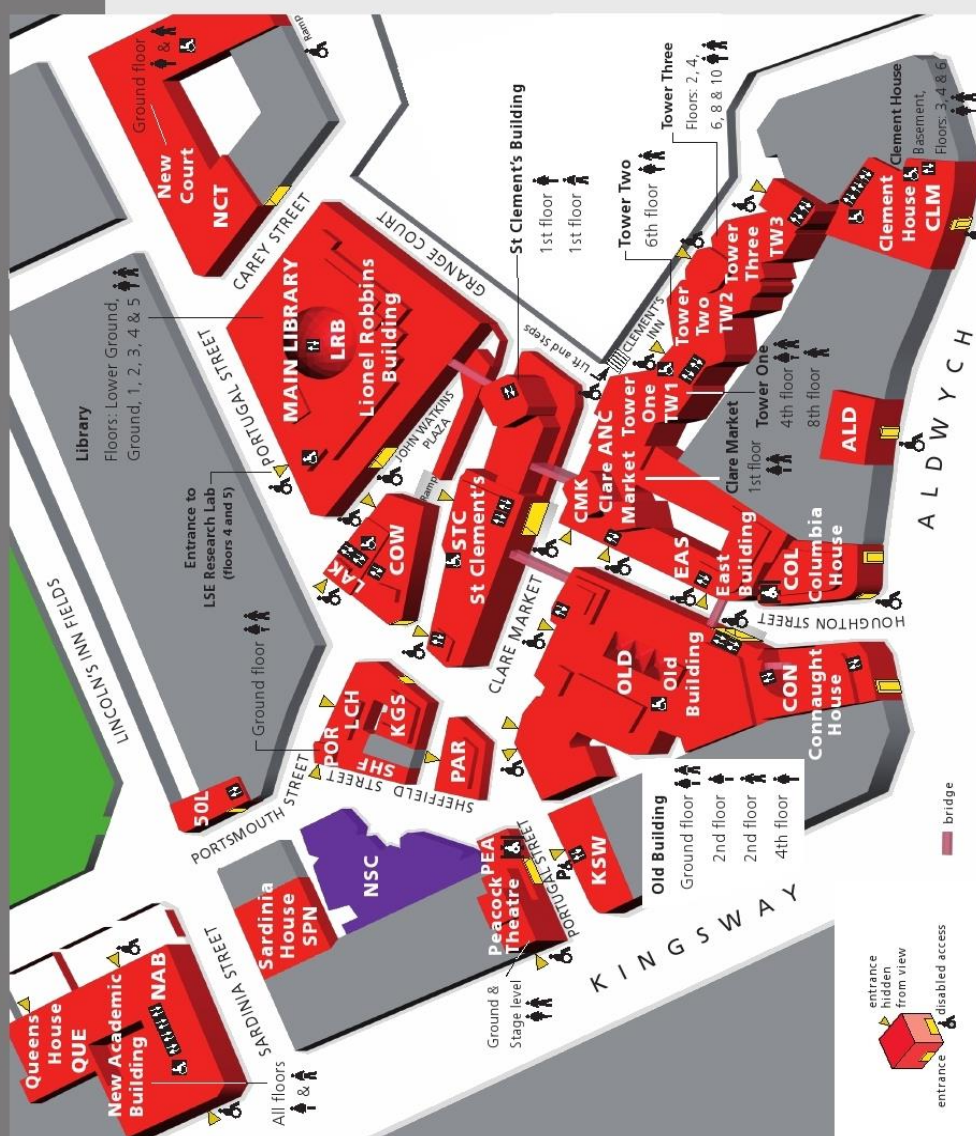 Ground floor
&
Ramp
New
Court
NCT
CAREY STREET
GRANGE COURT
St Clement's Building
1st floor
1st floor
Tower Three
Floors: 2, 4,
6, 8 & 10
Tower Two
6th floor
Clement House
Basement,
Floors: 3, 4 & 6
Library
Floors: Lower Ground,
Ground, 1, 2, 3, 4 & 5
PORTUGAL STREET
MAIN LIBRARY
LRB
Lionel Robbins
Building
JOHN WATKINS
PLAZA
Lift and Steps
CLEMENT'S
INN
Tower
Two
TW2
Tower
Three
TW3
Clement
House
CLM
Entrance to
LSE Research Lab
(floors 4 and 5)
Ramp
LAK
COW
STC
St Clement's
CMK
Clare
Market
ANC
Tower
One
TW1
Tower One
4th floor
8th floor
Clare Market
1st floor
ALD
ALDWYCH
LINCOLN'S INN FIELDS
Ground floor
CLARE MARKET
EAS
East
Building
COL
Columbia
House
HOUGHTON STREET
POR
LCH
KGS
SHF
SHEFFIELD STREET
PAR
OLD
Old
Building
CON
Connaught
House
50L
PORTSMOUTH STREET
NSC
Sardinia
House
SPN
PEA
Peacock
Theatre
PORTUGAL STREET
KSW
Old Building
Ground floor
2nd floor
2nd floor
4th floor
KINGSWAY
Ground &
Stage level
SARDINIA STREET
Queens
House
QUE
New Academic
Building
NAB
All floors
&
bridge
entrance
hidden
from view
entrance
disabled access